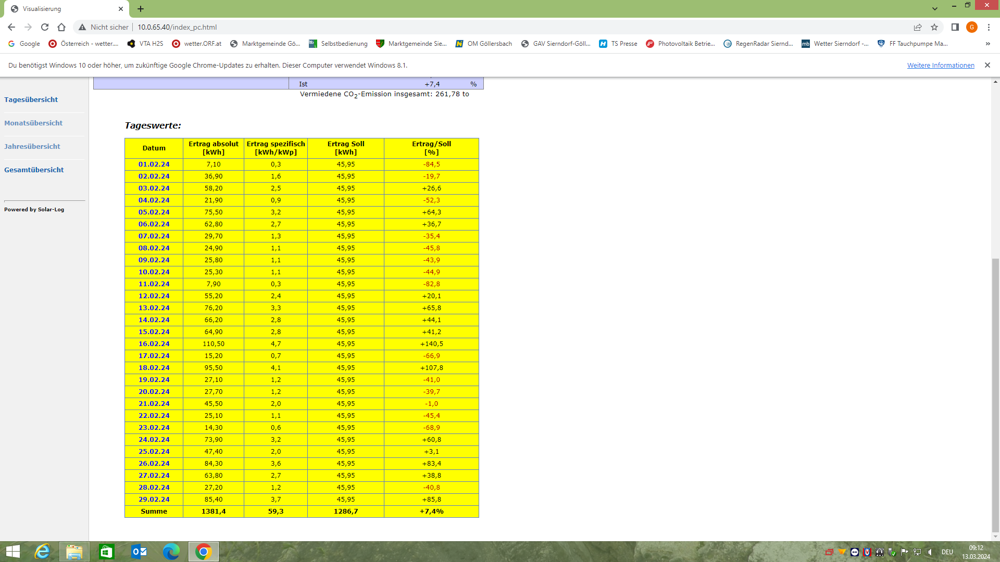 Visualisierung
Nicht sicher 10.0.65.40/index_pc.html
G
Google Österreich - wetter.... VTA H2S wetter.ORF.at Marktgemeinde Gö... Selbstbedienung Marktgemeinde Sie... OM Göllersbach GAV Sierndorf-Göll... TS Presse Photovoltaik Betrie... RegenRadar Sierndorf... Wetter Sierndorf -... FF Tauchpumpe Ma... »
Du benötigst Windows 10 oder höher, um zukünftige Google Chrome-Updates zu erhalten. Dieser Computer verwendet Windows 8.1. Weitere Informationen
Ist +7,4 %
Vermiedene CO2-Emission insgesamt: 261,78 to
Tagesübersicht
Monatsübersicht
Jahresübersicht
Gesamtübersicht
Powered by Solar-Log
Tageswerte:
Datum Ertrag absolut [kWh] Ertrag spezifisch [kWh/kWp] Ertrag Soll [kWh] Ertrag/Soll [%]
01.02.24 7,10 0,3 45,95 -84,5
02.02.24 36,90 1,6 45,95 -19,7
03.02.24 58,20 2,5 45,95 +26,6
04.02.24 21,90 0,9 45,95 -52,3
05.02.24 75,50 3,2 45,95 +64,3
06.02.24 62,80 2,7 45,95 +36,7
07.02.24 29,70 1,3 45,95 -35,4
08.02.24 24,90 1,1 45,95 -45,8
09.02.24 25,80 1,1 45,95 -43,9
10.02.24 25,30 1,1 45,95 -44,9
11.02.24 7,90 0,3 45,95 -82,8
12.02.24 55,20 2,4 45,95 +20,1
13.02.24 76,20 3,3 45,95 +65,8
14.02.24 66,20 2,8 45,95 +44,1
15.02.24 64,90 2,8 45,95 +41,2
16.02.24 110,50 4,7 45,95 +140,5
17.02.24 15,20 0,7 45,95 -66,9
18.02.24 95,50 4,1 45,95 +107,8
19.02.24 27,10 1,2 45,95 -41,0
20.02.24 27,70 1,2 45,95 -39,7
21.02.24 45,50 2,0 45,95 -1,0
22.02.24 25,10 1,1 45,95 -45,4
23.02.24 14,30 0,6 45,95 -68,9
24.02.24 73,90 3,2 45,95 +60,8
25.02.24 47,40 2,0 45,95 +3,1
26.02.24 84,30 3,6 45,95 +83,4
27.02.24 63,80 2,7 45,95 +38,8
28.02.24 27,20 1,2 45,95 -40,8
29.02.24 85,40 3,7 45,95 +85,8
Summe 1381,4 59,3 1286,7 +7,4%
DEU
09:12
13.03.2024